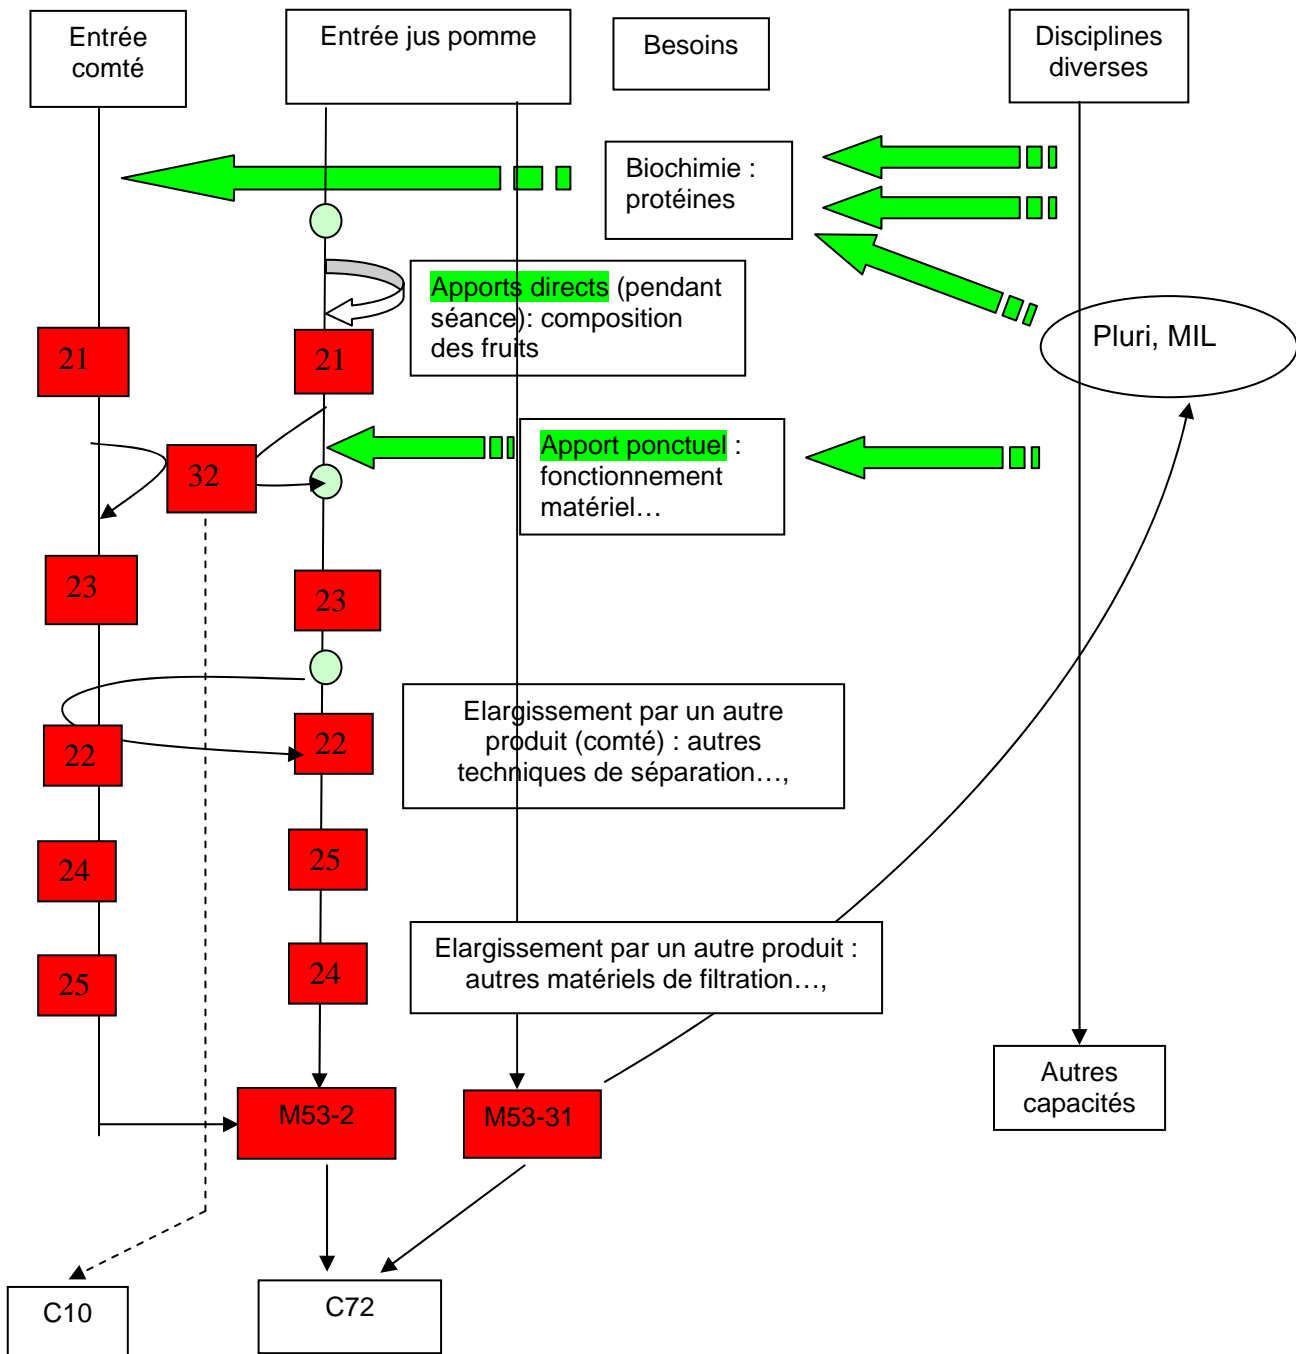 Entrée
comté
Entrée jus pomme
Besoins
Disciplines
diverses
Biochimie :
protéines
Apports directs (pendant
séance): composition
des fruits
Pluri, MIL
21
21
Apport ponctuel :
fonctionnement
matériel…
32
23
23
Elargissement par un autre
produit (comté) : autres
techniques de séparation…,
22
22
24
25
Elargissement par un autre produit :
autres matériels de filtration…,
25
24
Autres
capacités
M53-2
M53-31
C10
C72